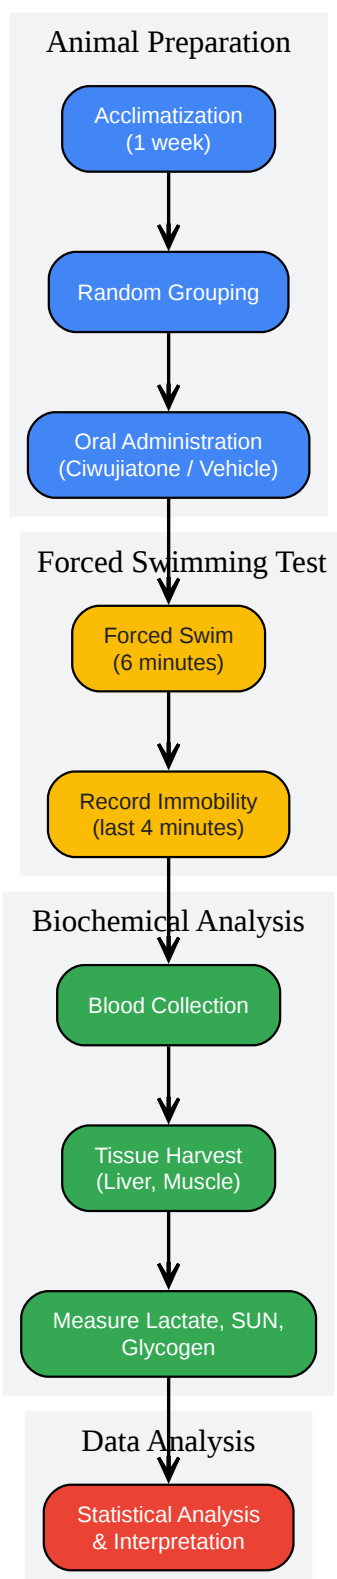 Animal Preparation
Acclimatization
(1 week)
Random Grouping
Oral Administration
(Ciwujiatone / Vehicle)
Forced Swimming Test
Forced Swim
(6 minutes)
Record Immobility
(last 4 minutes)
Biochemical Analysis
Blood Collection
Tissue Harvest
(Liver, Muscle)
Measure Lactate, SUN,
Glycogen
Data Analysis
Statistical Analysis
& Interpretation